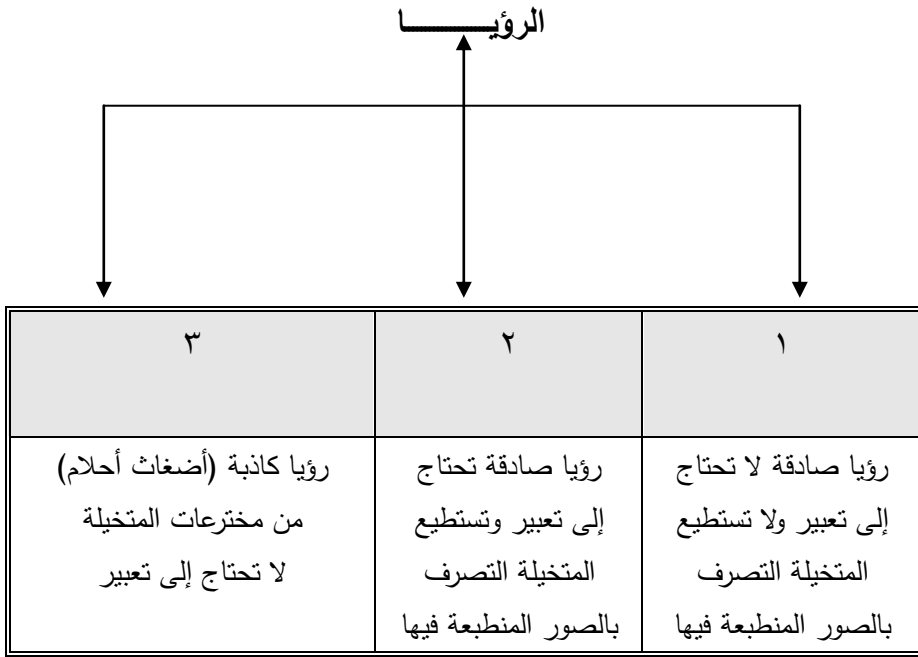 الرؤيــــــــا
١
٢
٣
رؤيا صادقة لا تحتاج
إلى تعبير ولا تستطيع
المتخيلة التصرف
بالصور المنطبعة فيها
رؤيا صادقة تحتاج
إلى تعبير وتستطيع
المتخيلة التصرف
بالصور المنطبعة فيها
رؤيا كاذبة (أضغاث أحلام)
من مخترعات المتخيلة
لا تحتاج إلى تعبير